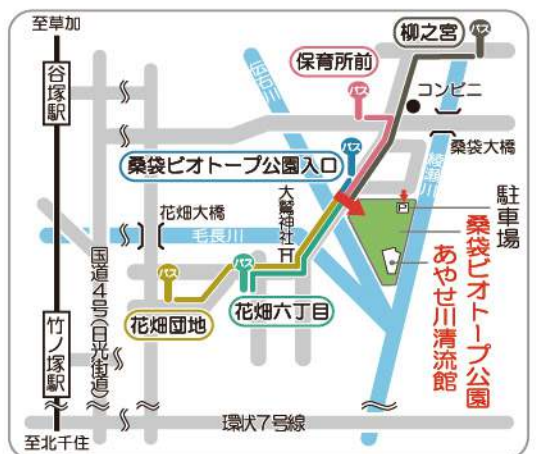 至草加
谷塚駅
竹ノ塚駅
至北千住
国道4号(日光街道)
花畑大橋
毛長川
バス
花畑団地
バス
花畑六丁目
大鷲神社
桑袋ビオトープ公園入口
バス
伝右川
保育所前
バス
柳之宮
バス
コンビニ
桑袋大橋
綾瀬川
P
駐車場
桑袋ビオトープ公園
あやせ川清流館
環状7号線